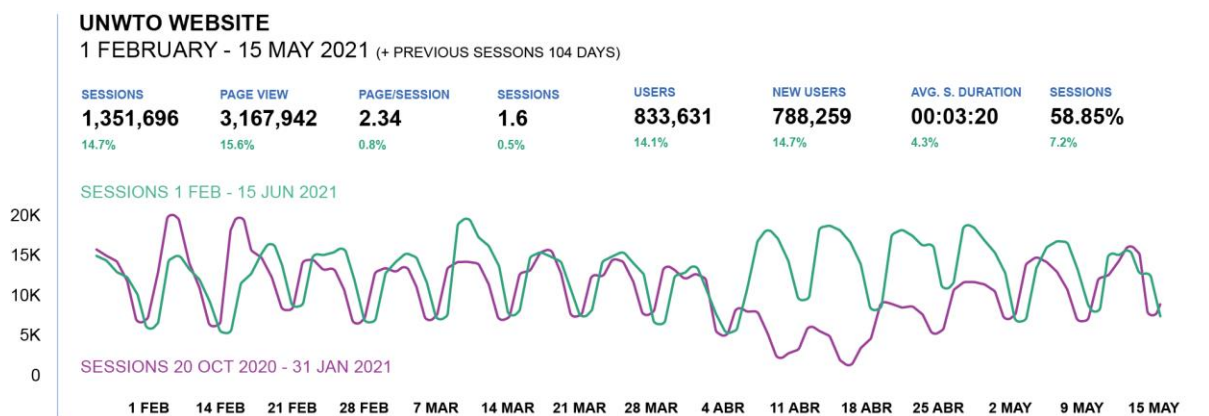 UNWTO WEBSITE
1 FEBRUARY - 15 MAY 2021 (+ PREVIOUS SESSONS 104 DAYS)
SESSIONS PAGE VIEW PAGE/SESSION SESSIONS USERS NEW USERS AVG. S. DURATION SESSIONS
1,351,696 3,167,942 2.34 1.6 833,631 788,259 00:03:20 58.85%
14.7% 15.6% 0.8% 0.5% 14.1% 14.7% 4.3% 7.2%
SESSIONS 1 FEB - 15 JUN 2021
20K
15K
10K
5K
0
SESSIONS 20 OCT 2020 - 31 JAN 2021
1 FEB 14 FEB 21 FEB 28 FEB 7 MAR 14 MAR 21 MAR 28 MAR 4 ABR 11 ABR 18 ABR 25 ABR 2 MAY 9 MAY 15 MAY